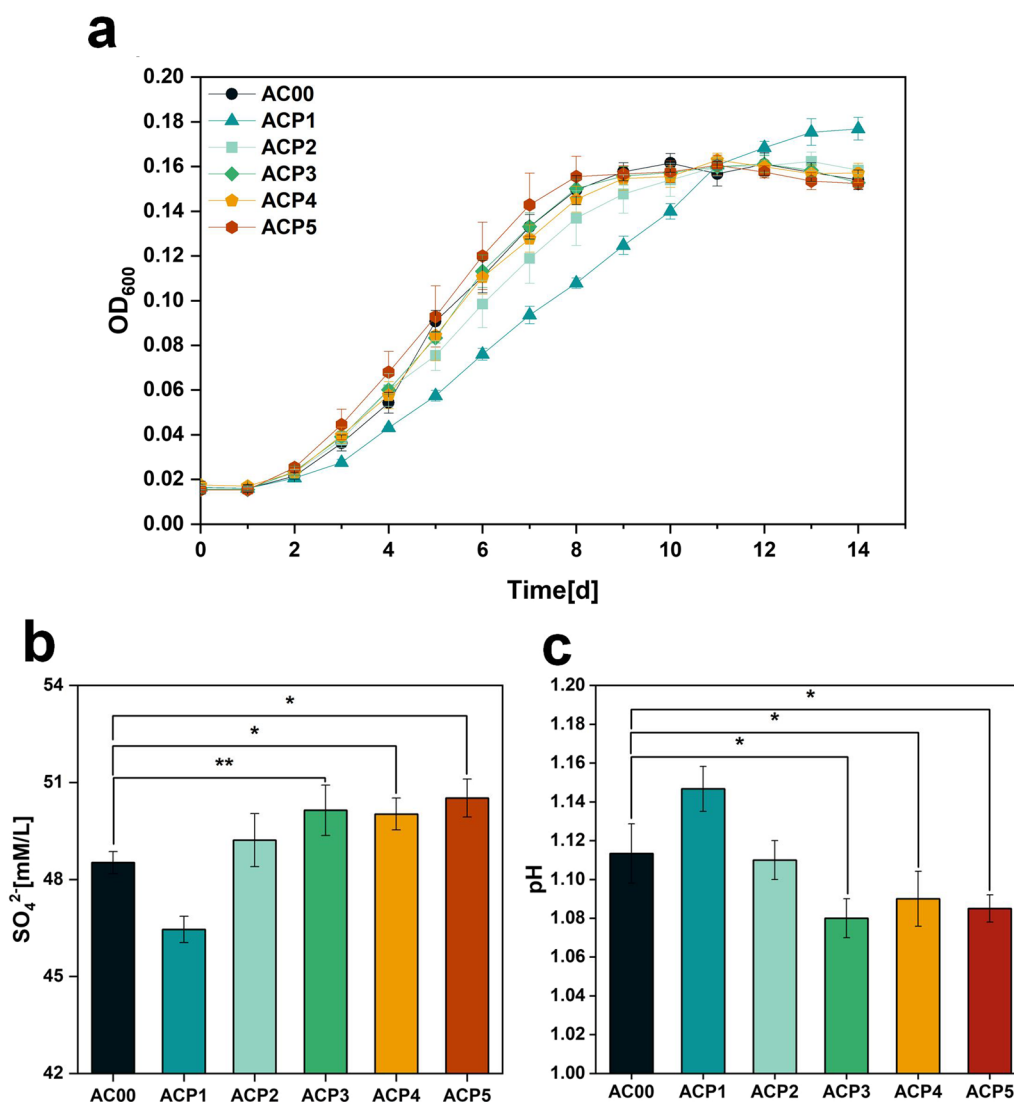 a
0.20
0.18
0.16
0.14
0.12
0.10
0.08
0.06
0.04
0.02
0.00
OD600
AC00
ACP1
ACP2
ACP3
ACP4
ACP5
0 2 4 6 8 10 12 14
Time[d]
b
54
51
48
45
42
SO4 2-[mM/L]
*
*
**
AC00 ACP1 ACP2 ACP3 ACP4 ACP5
c
1.20
1.18
1.16
1.14
1.12
1.10
1.08
1.06
1.04
1.02
1.00
pH
*
*
*
AC00 ACP1 ACP2 ACP3 ACP4 ACP5